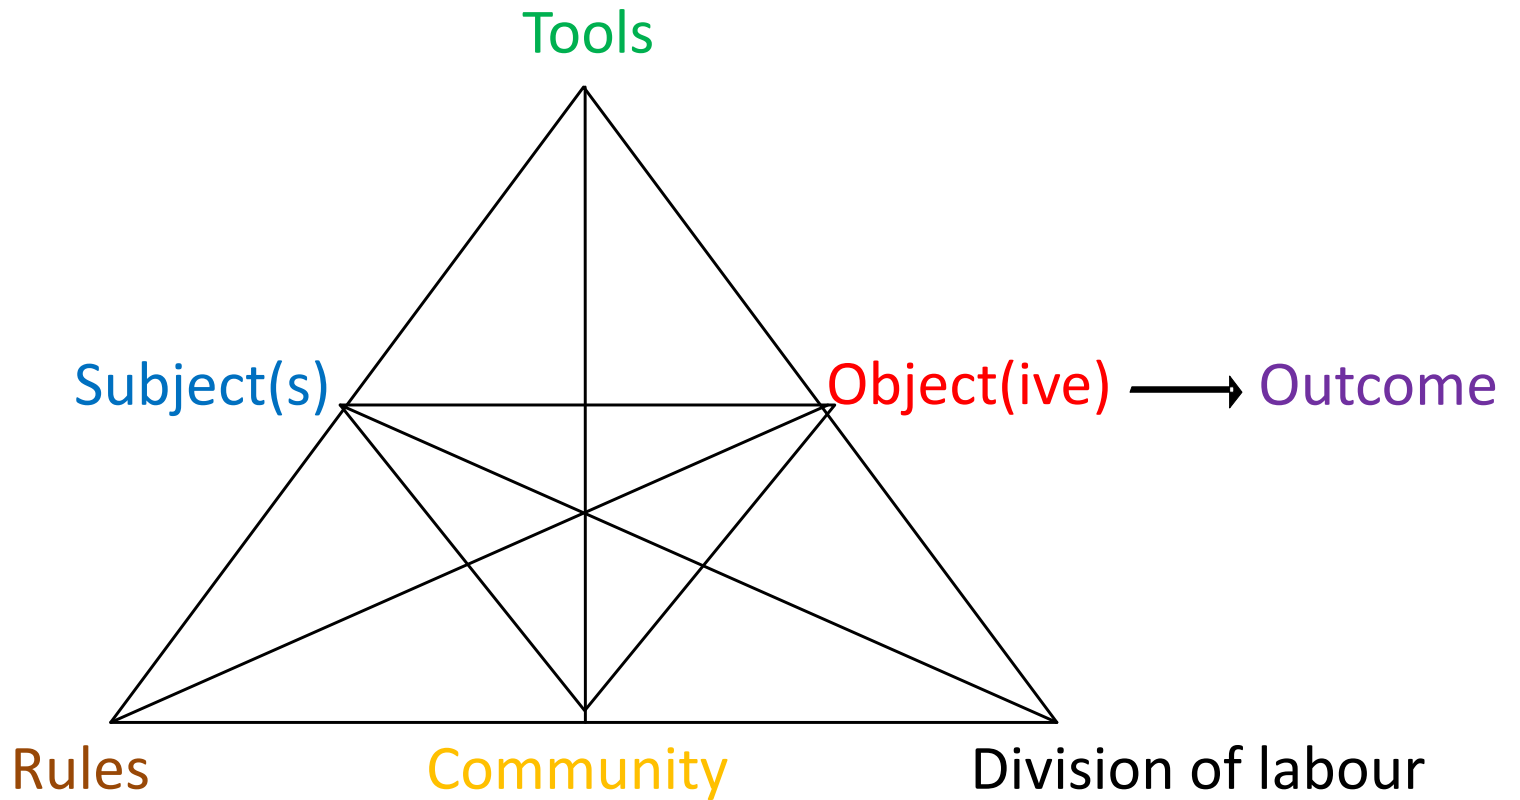 Tools
Subject(s)
Object(ive)
Outcome
Rules
Community
Division of labour